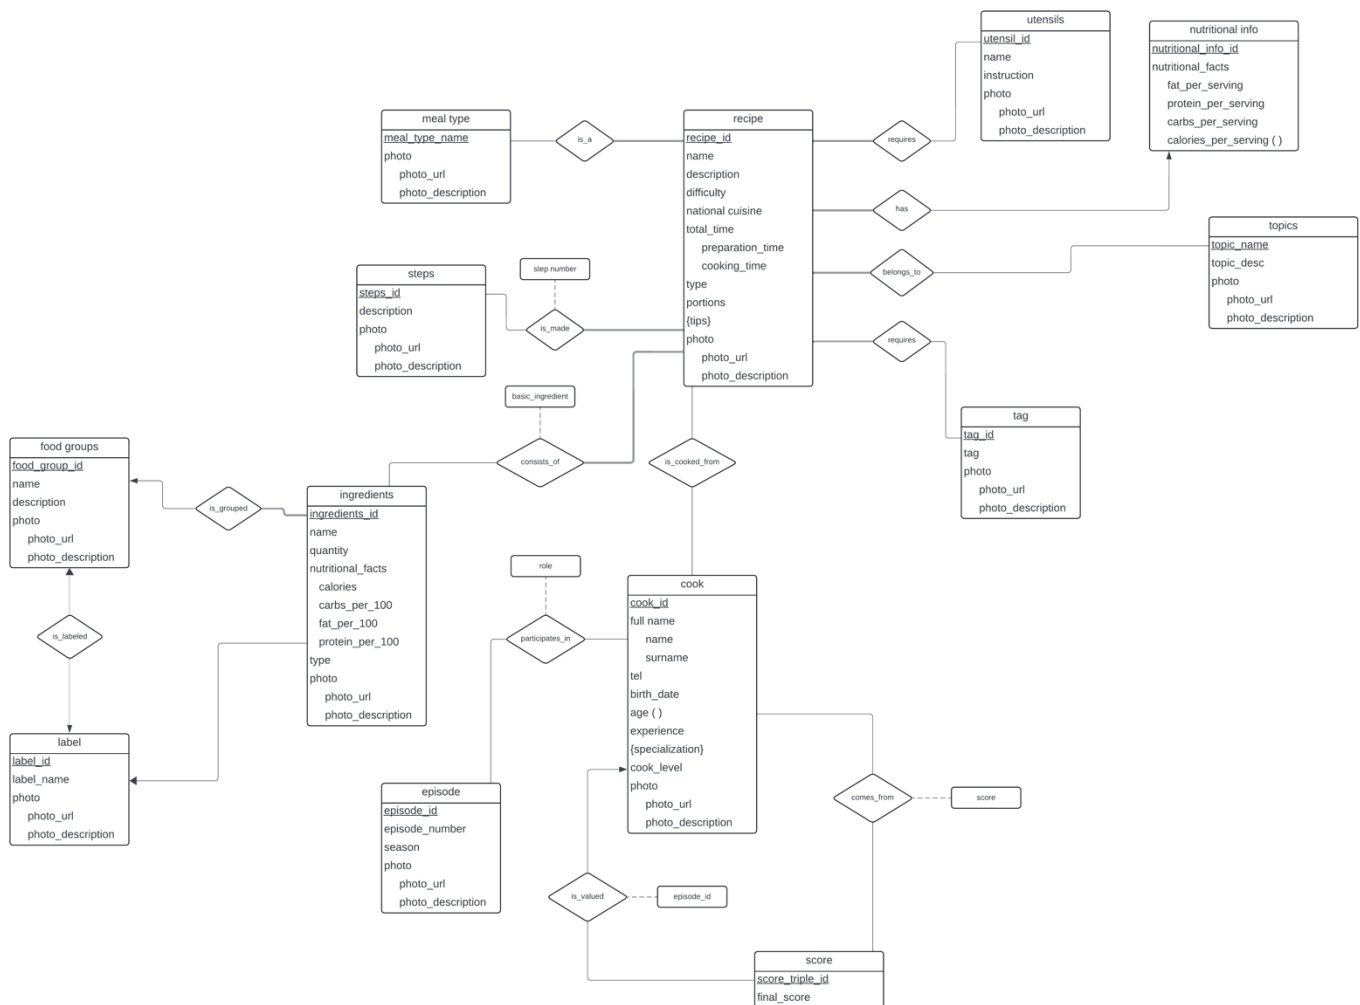 utensils
utensil_id
name
instruction
photo
photo_url
photo_description
nutritional info
nutritional_info_id
nutritional_facts
fat_per_serving
protein_per_serving
carbs_per_serving
calories_per_serving ( )
meal type
meal_type_name
photo
photo_url
photo_description
is_a
recipe
recipe_id
name
description
difficulty
national cuisine
total_time
preparation_time
cooking_time
type
portions
{tips}
photo
photo_url
photo_description
requires
has
belongs_to
requires
topics
topic_name
topic_desc
photo
photo_url
photo_description
steps
steps_id
description
photo
photo_url
photo_description
step number
is_made
basic_ingredient
consists_of
is_cooked_from
tag
tag_id
tag
photo
photo_url
photo_description
food groups
food_group_id
name
description
photo
photo_url
photo_description
is_grouped
ingredients
ingredients_id
name
quantity
nutritional_facts
calories
carbs_per_100
fat_per_100
protein_per_100
type
photo
photo_url
photo_description
is_labeled
label
label_id
label_name
photo
photo_url
photo_description
role
participates_in
cook
cook_id
full name
name
surname
tel
birth_date
age ( )
experience
{specialization}
cook_level
photo
photo_url
photo_description
episode
episode_id
episode_number
season
photo
photo_url
photo_description
comes_from
score
is_valued
episode_id
score
score_triple_id
final_score